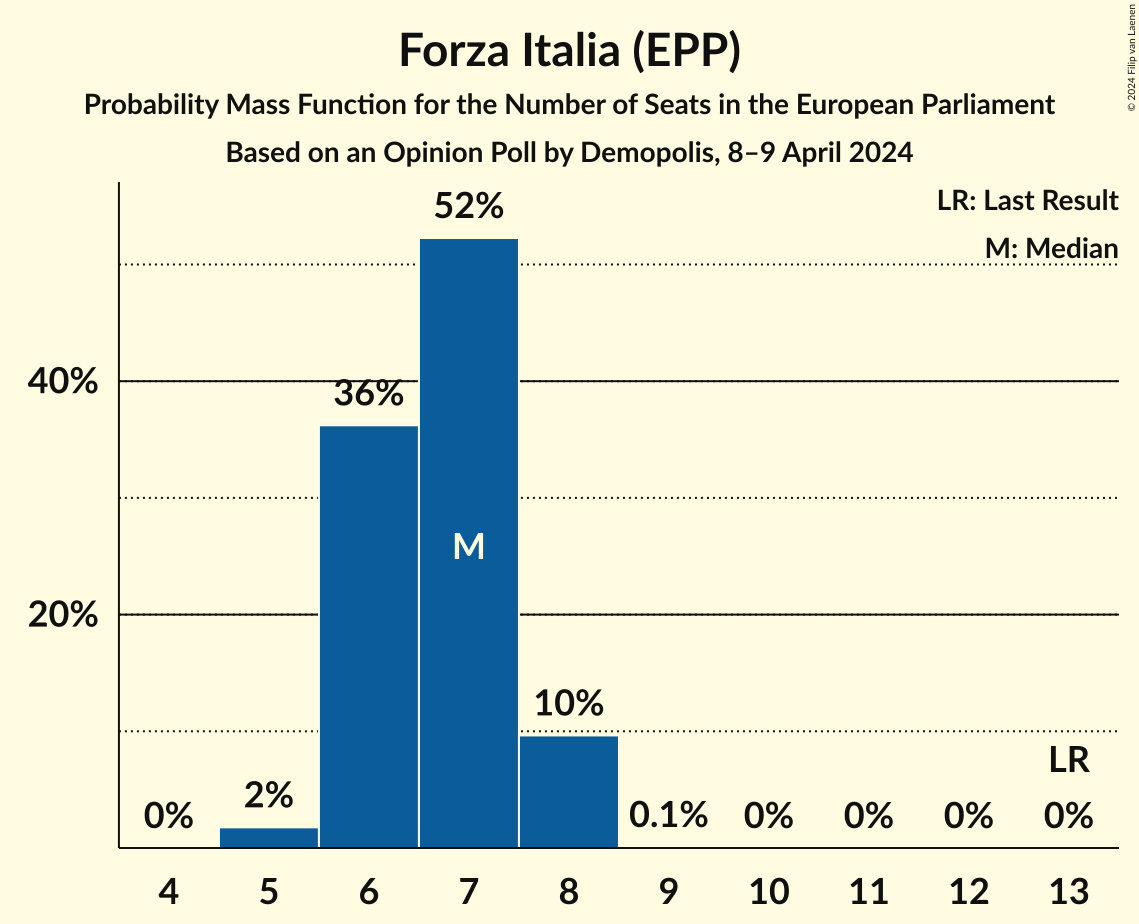 Forza Italia (EPP)
Probability Mass Function for the Number of Seats in the European Parliament
Based on an Opinion Poll by Demopolis, 8–9 April 2024
© 2024 Filip van Laenen
LR: Last Result
M: Median
52%
40%
36%
M
20%
10%
LR
0%
2%
0.1%
0%
0%
0%
0%
4
5
6
7
8
9
10
11
12
13